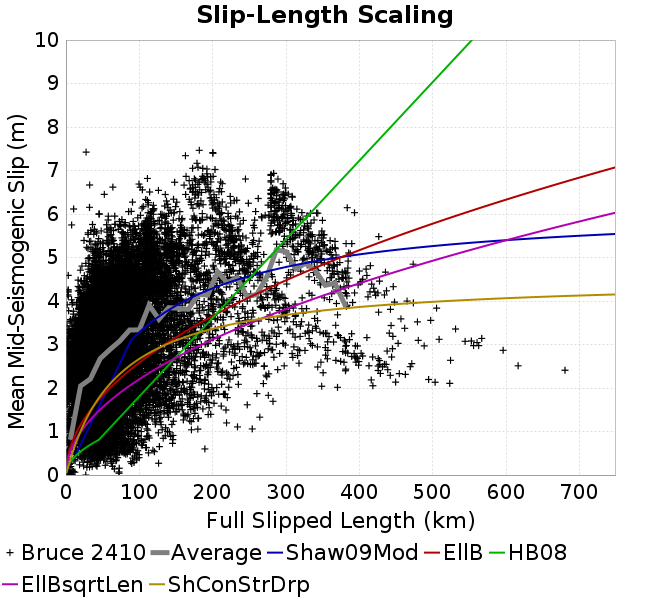 Slip-Length Scaling
Mean Mid-Seismogenic Slip (m)
10
9
8
7
6
5
4
3
2
1
0
0 100 200 300 400 500 600 700
Full Slipped Length (km)
Bruce 2410 Average Shaw09Mod EllB HB08
EllBsqrtLen ShConStrDrp